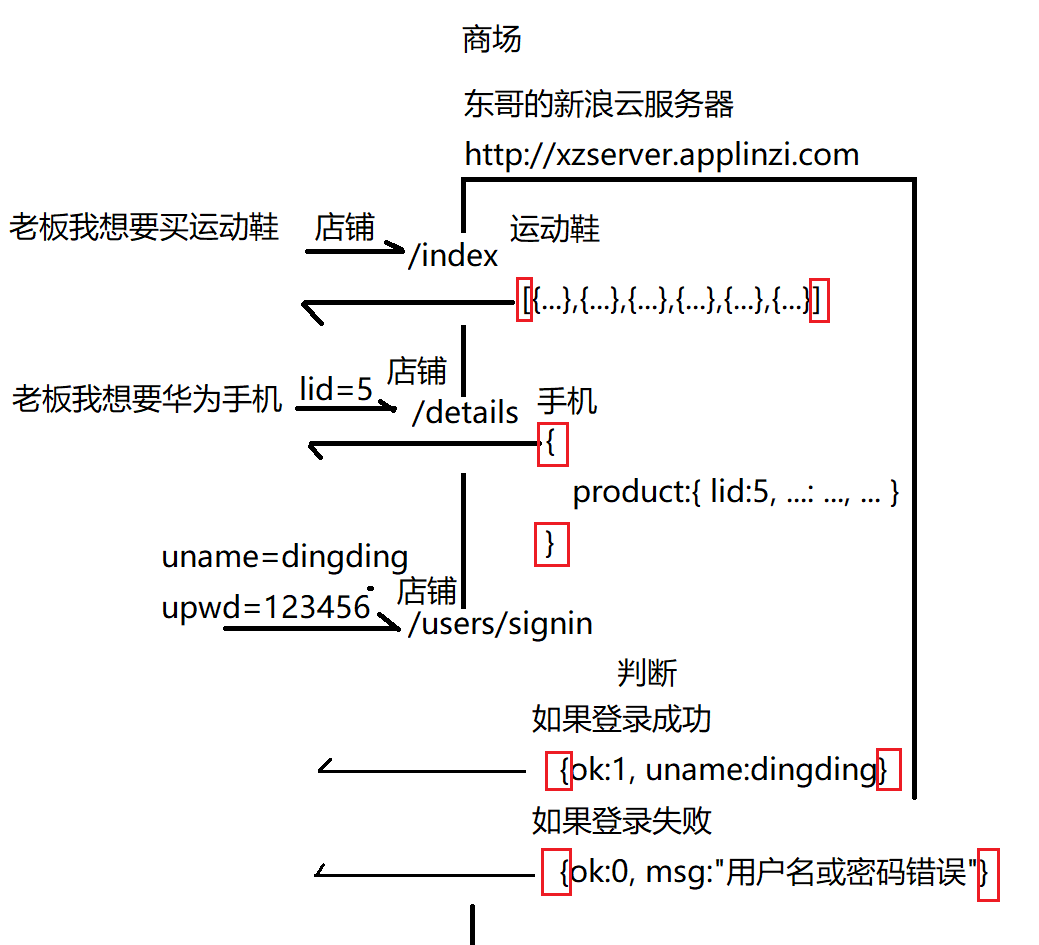 商场
东哥的新浪云服务器
http://xzserver.applinzi.com
老板我想要买运动鞋 店铺 运动鞋
/index
[{...},{...},{...},{...},{...},{...}]
店铺
老板我想要华为手机 lid=5 手机
/details
{
product:{ lid:5, ...: ..., ... }
}
uname=dingding
店铺
upwd=123456
/users/signin
判断
如果登录成功
{ok:1, uname:dingding}
如果登录失败
{ok:0, msg:"用户名或密码错误"}